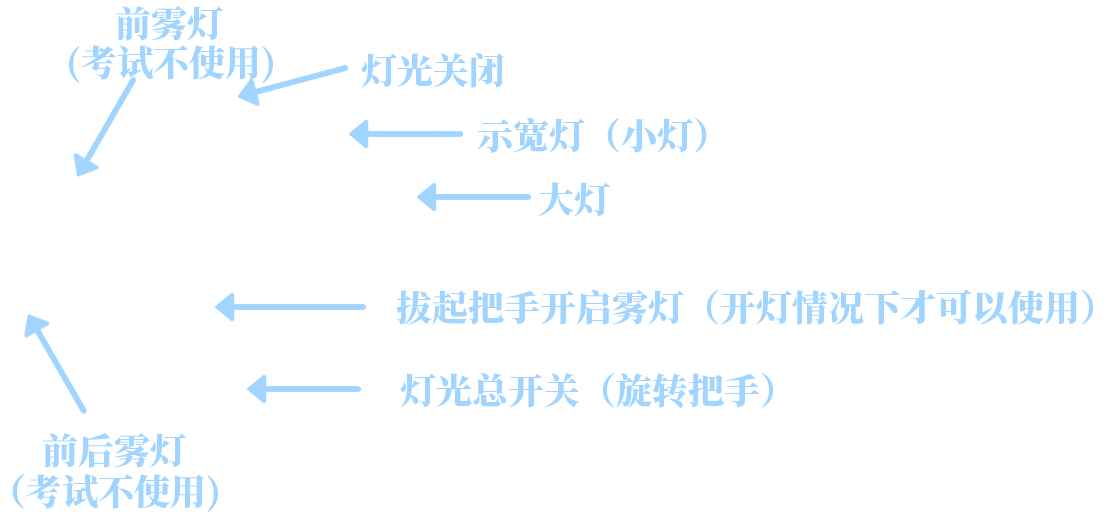 前雾灯
(考试不使用)
灯光关闭
示宽灯（小灯）
大灯
拔起把手开启雾灯（开灯情况下才可以使用）
灯光总开关（旋转把手）
前后雾灯
(考试不使用)